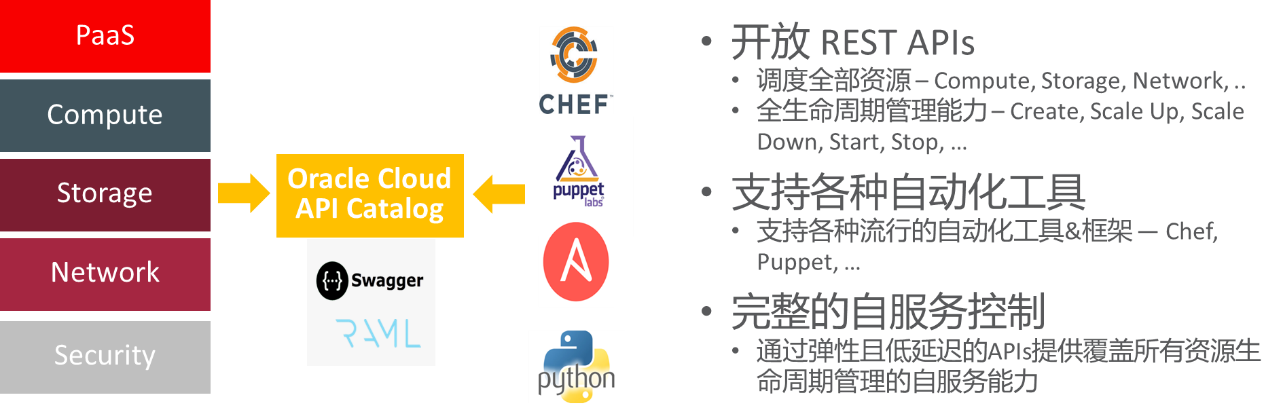 PaaS
Compute
Storage
Network
Security
Oracle Cloud
API Catalog
{··}
Swagger
RAML
CHEF™
puppet
labs®
A
python
• 开放 REST APIs
• 调度全部资源 – Compute, Storage, Network, ..
• 全生命周期管理能力 – Create, Scale Up, Scale
Down, Start, Stop, …
• 支持各种自动化工具
• 支持各种流行的自动化工具&框架 — Chef,
Puppet, …
• 完整的自服务控制
• 通过弹性且低延迟的APIs提供覆盖所有资源生
命周期管理的自服务能力